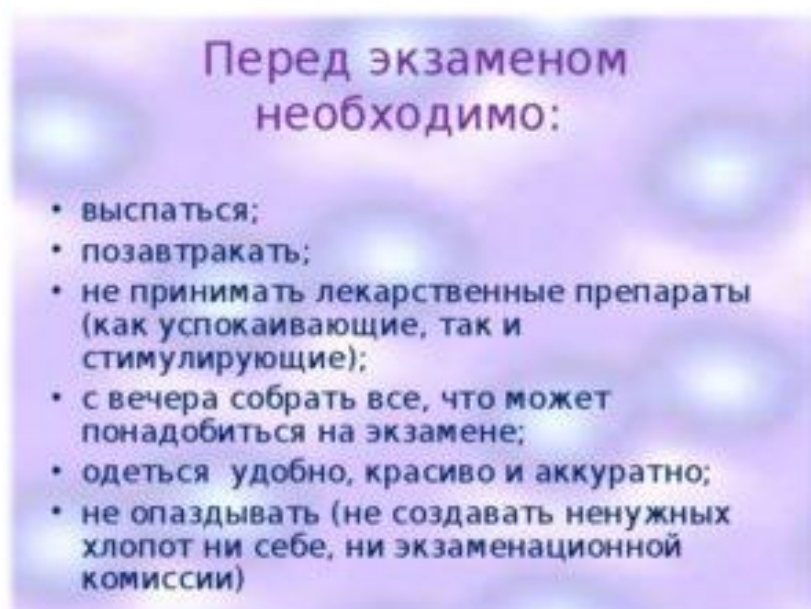 Перед экзаменом
необходимо:
• выспаться;
• позавтракать;
• не принимать лекарственные препараты
(как успокаивающие, так и
стимулирующие);
• с вечера собрать все, что может
понадобиться на экзамене;
• одеться удобно, красиво и аккуратно;
• не опаздывать (не создавать ненужных
хлопот ни себе, ни экзаменационной
комиссии)